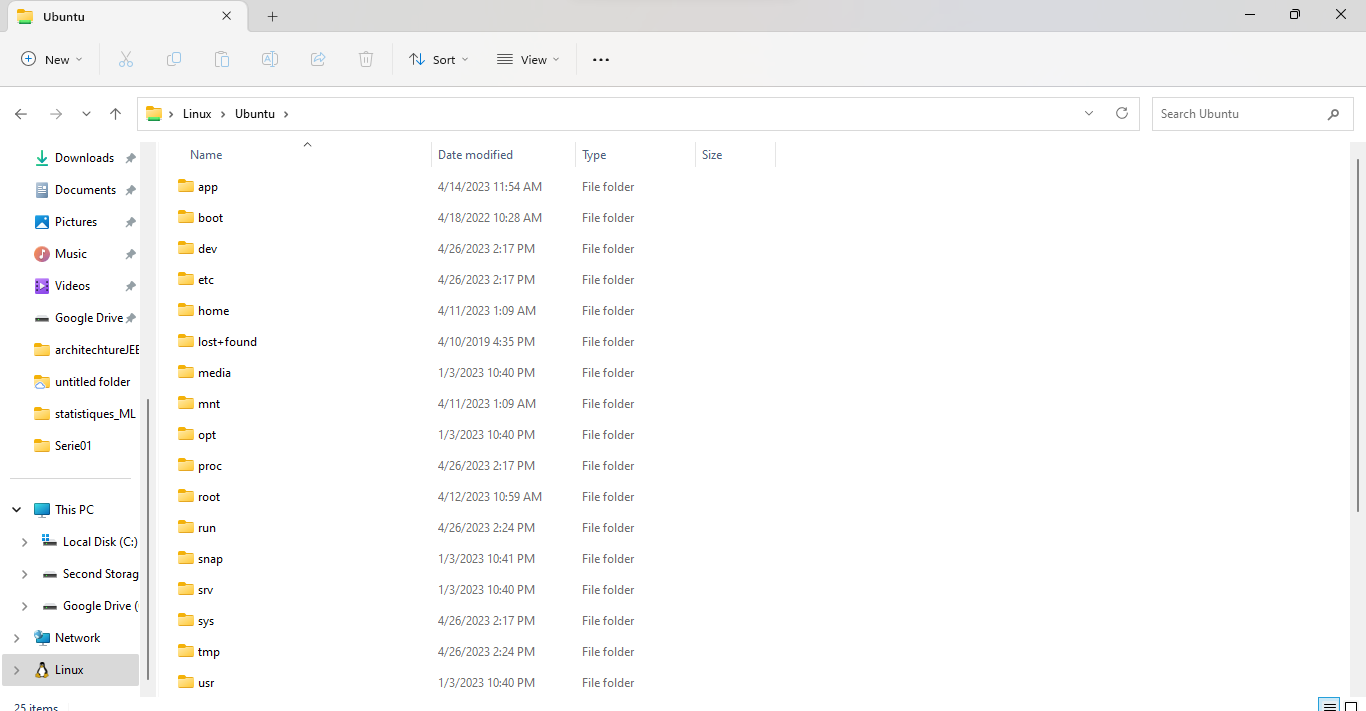 Ubuntu
New
Sort
View
Linux
Ubuntu
Search Ubuntu
Downloads
Documents
Pictures
Music
Videos
Google Drive
architechtureJEE
untitled folder
statistiques_ML
Serie01
This PC
Local Disk (C:)
Second Storag
Google Drive (
Network
Linux
Name Date modified Type Size
app 4/14/2023 11:54 AM File folder
boot 4/18/2022 10:28 AM File folder
dev 4/26/2023 2:17 PM File folder
etc 4/26/2023 2:17 PM File folder
home 4/11/2023 1:09 AM File folder
lost+found 4/10/2019 4:35 PM File folder
media 1/3/2023 10:40 PM File folder
mnt 4/11/2023 1:09 AM File folder
opt 1/3/2023 10:40 PM File folder
proc 4/26/2023 2:17 PM File folder
root 4/12/2023 10:59 AM File folder
run 4/26/2023 2:24 PM File folder
snap 1/3/2023 10:41 PM File folder
srv 1/3/2023 10:40 PM File folder
sys 4/26/2023 2:17 PM File folder
tmp 4/26/2023 2:24 PM File folder
usr 1/3/2023 10:40 PM File folder
25 items